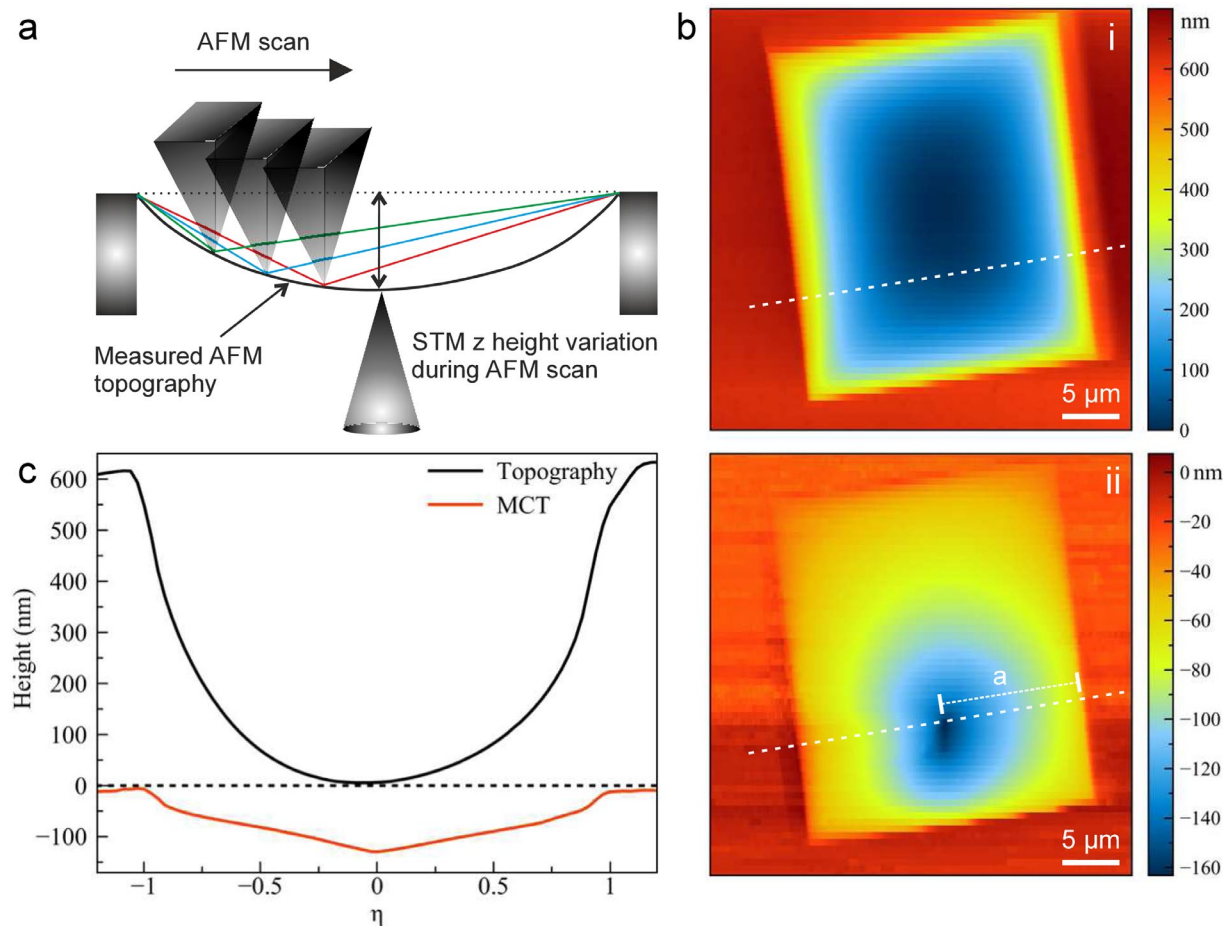 a
AFM scan
Measured AFM
topography
STM z height variation
during AFM scan
b
i
5 μm
nm
600
500
400
300
200
100
0
c
Topography
MCT
Height (nm)
600
500
400
300
200
100
0
−100
−1
−0.5
0
0.5
1
η
ii
a
5 μm
0 nm
−20
−40
−60
−80
−100
−120
−140
−160